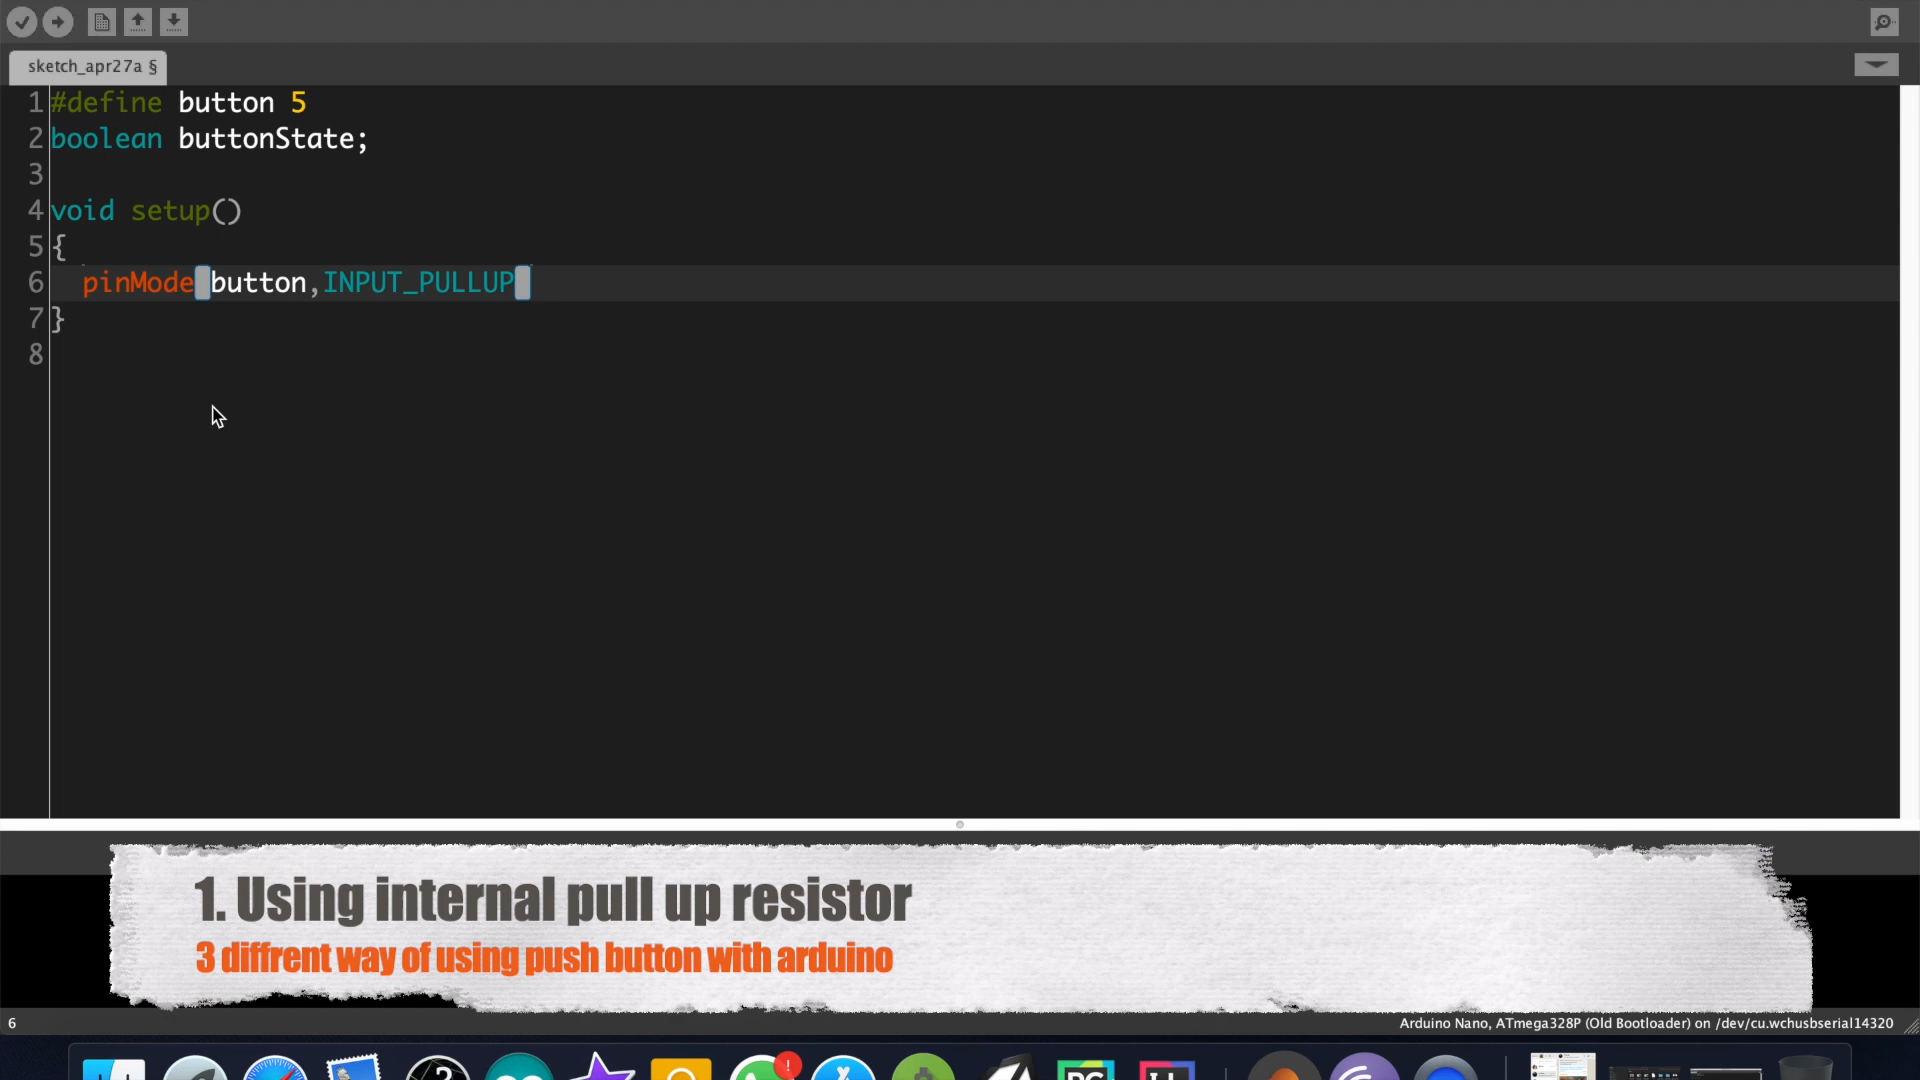 sketch_apr27a §
1 #define button 5
2 boolean buttonState;
3
4 void setup()
5 {
6 pinMode(button,INPUT_PULLUP)
7 }
8
1. Using internal pull up resistor
3 diffrent way of using push button with arduino
6
Arduino Nano, ATmega328P (Old Bootloader) on /dev/cu.wchusbserial14320